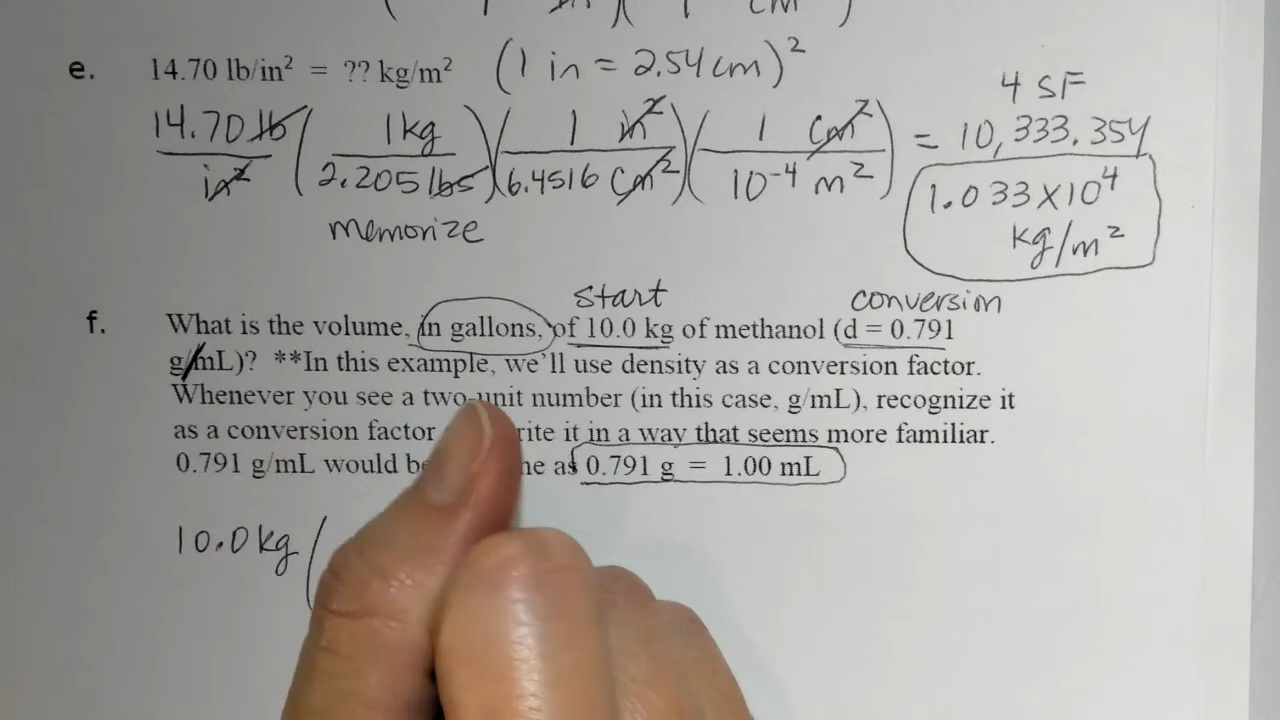 cm
e. 14.70 lb/in² = ?? kg/m² (1 in = 2.54 cm)²
4 SF
14.70 lb/in² (1 kg/2.205 lbs)(1 in²/6.4516 cm²)(1 cm²/10⁻⁴ m²) = 10,333.354
1.033 x 10⁴
memorize
kg/m²
start conversion
f. What is the volume, in gallons, of 10.0 kg of methanol (d = 0.791
g/mL)? **In this example, we'll use density as a conversion factor.
Whenever you see a two-unit number (in this case, g/mL), recognize it
as a conversion factor in a way that seems more familiar.
0.791 g/mL would as 0.791 g = 1.00 mL
10.0 kg (